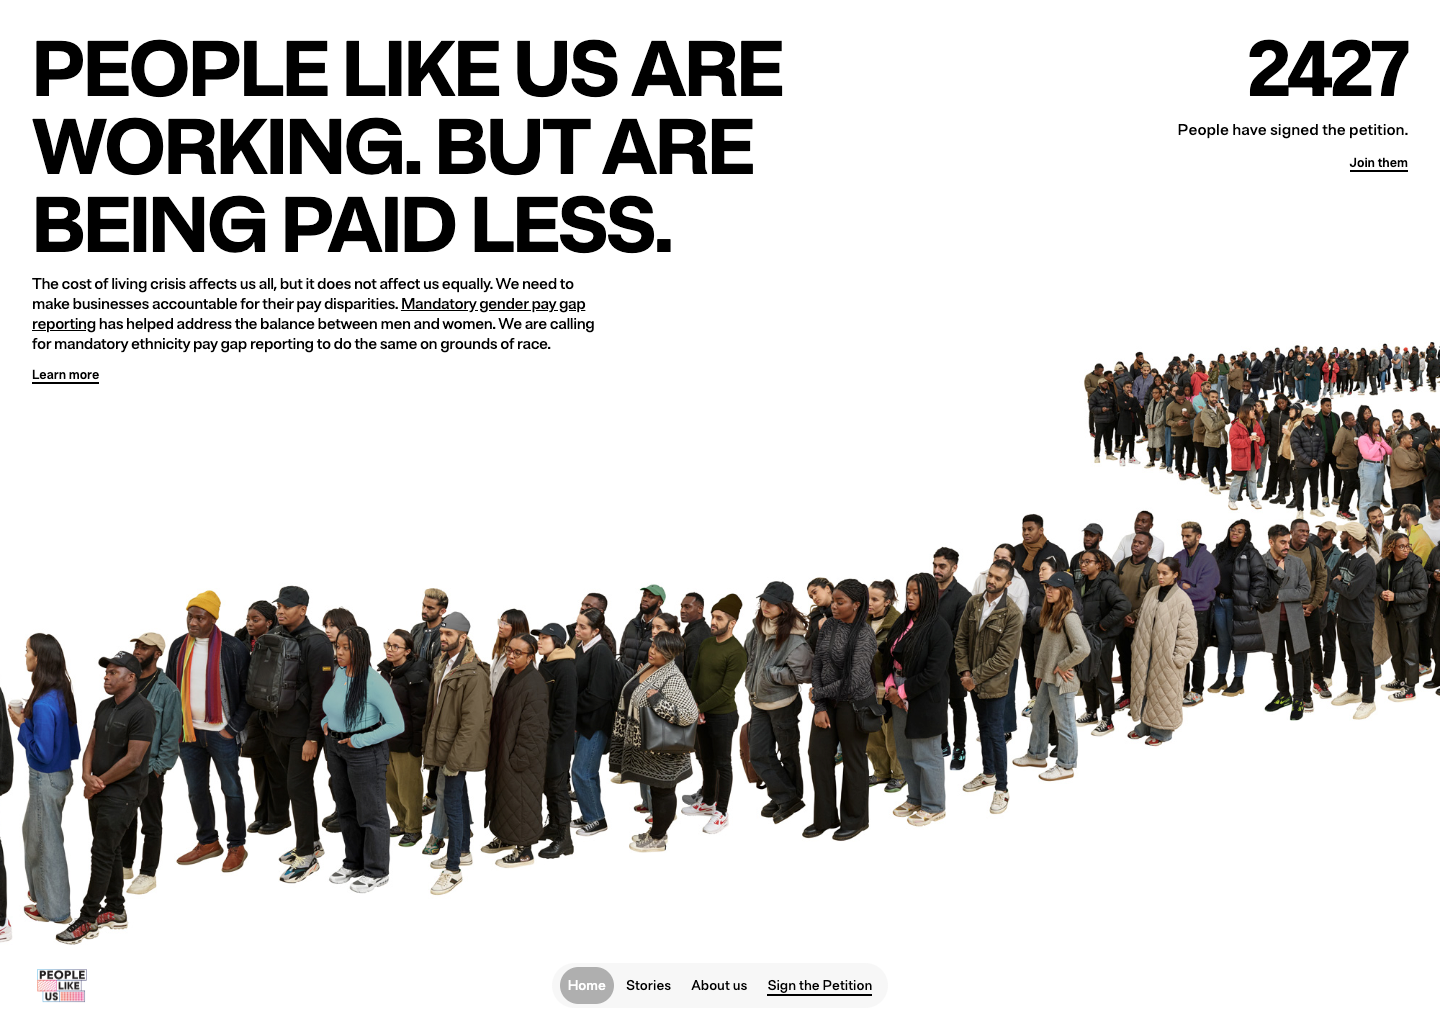 PEOPLE LIKE US ARE
WORKING. BUT ARE
BEING PAID LESS.
2427
People have signed the petition.
Join them
The cost of living crisis affects us all, but it does not affect us equally. We need to
make businesses accountable for their pay disparities. Mandatory gender pay gap
reporting has helped address the balance between men and women. We are calling
for mandatory ethnicity pay gap reporting to do the same on grounds of race.
Learn more
PEOPLE
LIKE
US
Home Stories About us Sign the Petition